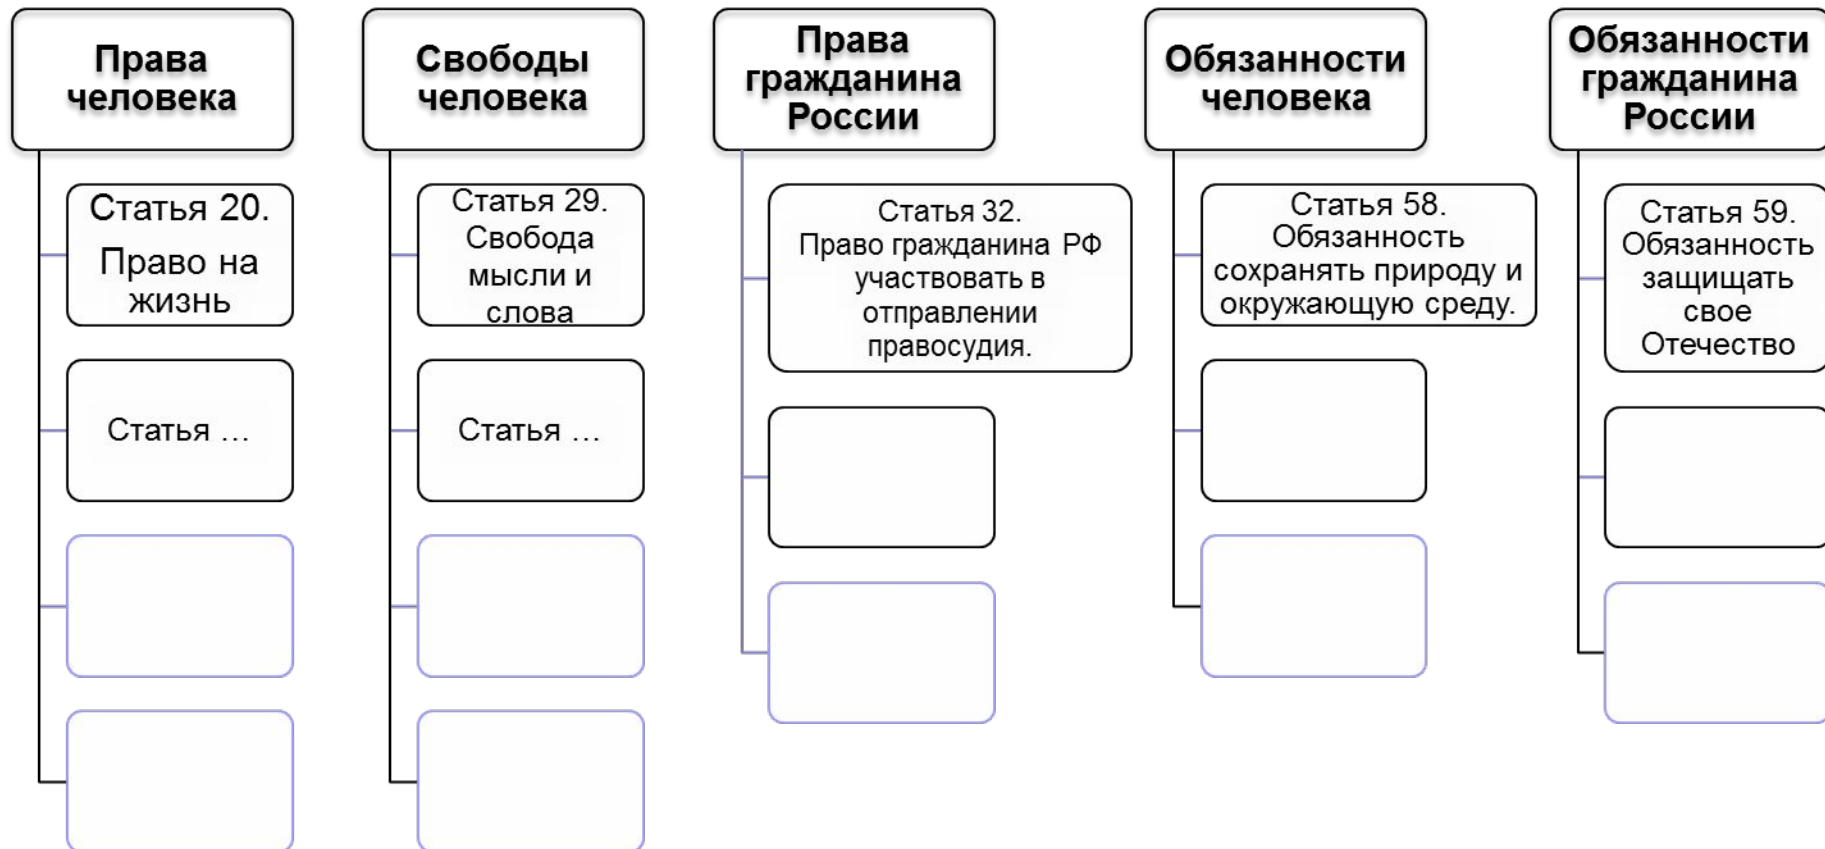 Права
человека
Статья 20.
Право на
жизнь
Статья ...
Свободы
человека
Статья 29.
Свобода
мысли и
слова
Статья ...
Права
гражданина
России
Статья 32.
Право гражданина РФ
участвовать в
отправлении
правосудия.
Обязанности
человека
Статья 58.
Обязанность
сохранять природу и
окружающую среду.
Обязанности
гражданина
России
Статья 59.
Обязанность
защищать
свое
Отечество